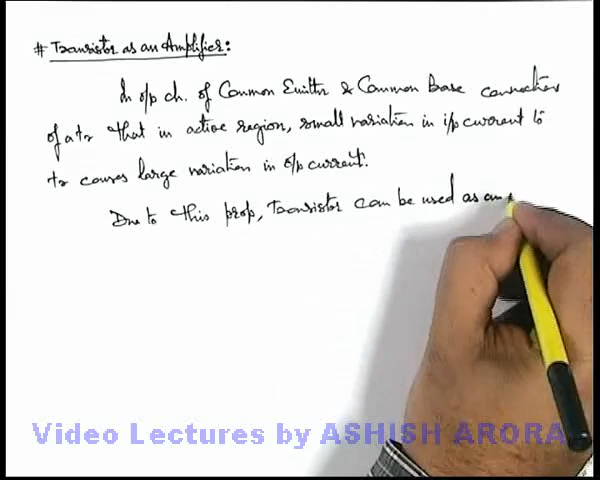 # Transistor as an Amplifier:
In o/p ch. of Common Emitter & Common Base connection
of a tr that in active region, small variation in i/p current to
tr causes large variation in o/p current.
Due to this prop, transistor can be used as an
Video Lectures by ASHISH ARORA